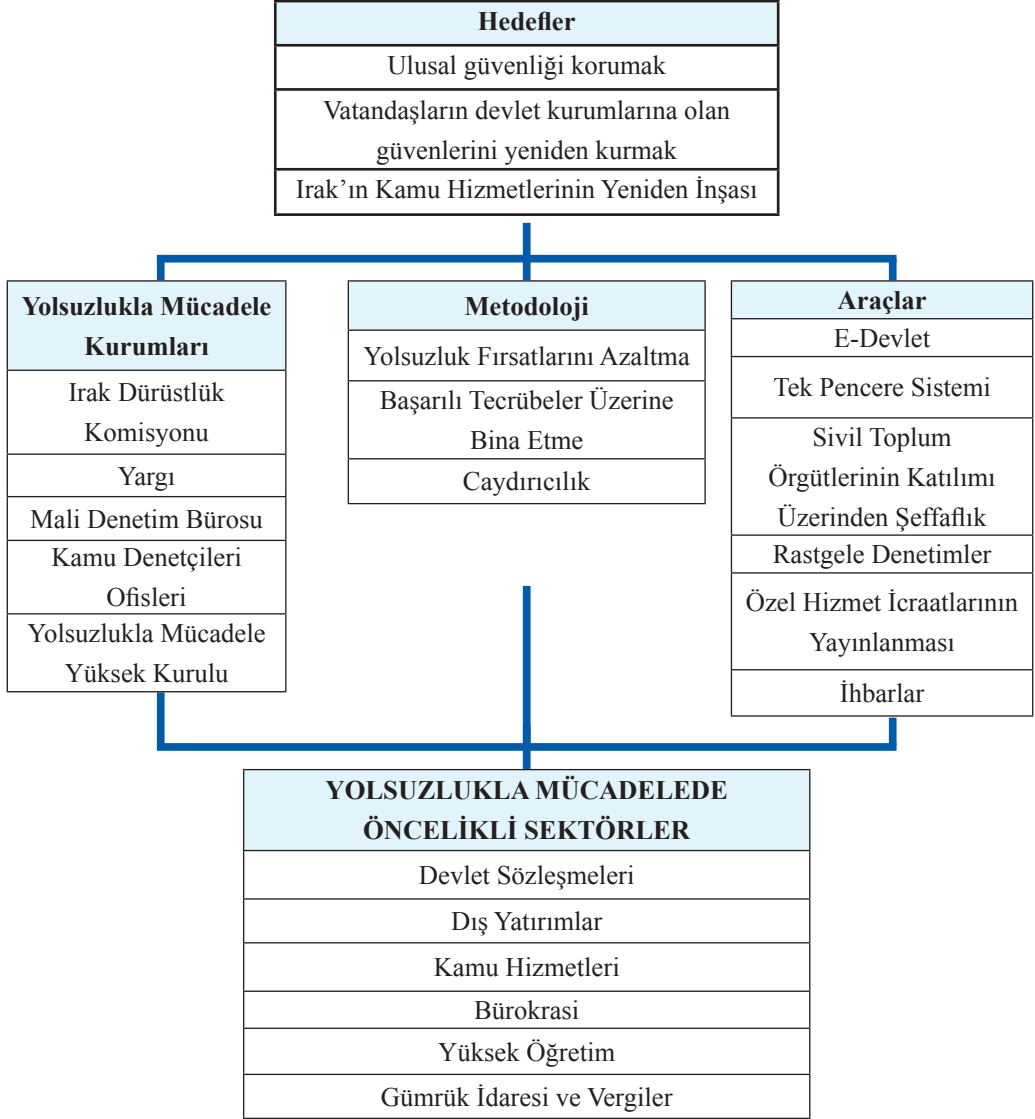 Hedefler
Ulusal güvenliği korumak
Vatandaşların devlet kurumlarına olan
güvenlerini yeniden kurmak
Irak’ın Kamu Hizmetlerinin Yeniden İnşası
Yolsuzlukla Mücadele
Kurumları
Irak Dürüstlük
Komisyonu
Yargı
Mali Denetim Bürosu
Kamu Denetçileri
Ofisleri
Yolsuzlukla Mücadele
Yüksek Kurulu
Metodoloji
Yolsuzluk Fırsatlarını Azaltma
Başarılı Tecrübeler Üzerine
Bina Etme
Caydırıcılık
Araçlar
E-Devlet
Tek Pencere Sistemi
Sivil Toplum
Örgütlerinin Katılımı
Üzerinden Şeffaflık
Rastgele Denetimler
Özel Hizmet İcraatlarının
Yayınlanması
İhbarlar
YOLSUZLUKLA MÜCADELEDE
ÖNCELİKLİ SEKTÖRLER
Devlet Sözleşmeleri
Dış Yatırımlar
Kamu Hizmetleri
Bürokrasi
Yüksek Öğretim
Gümrük İdaresi ve Vergiler